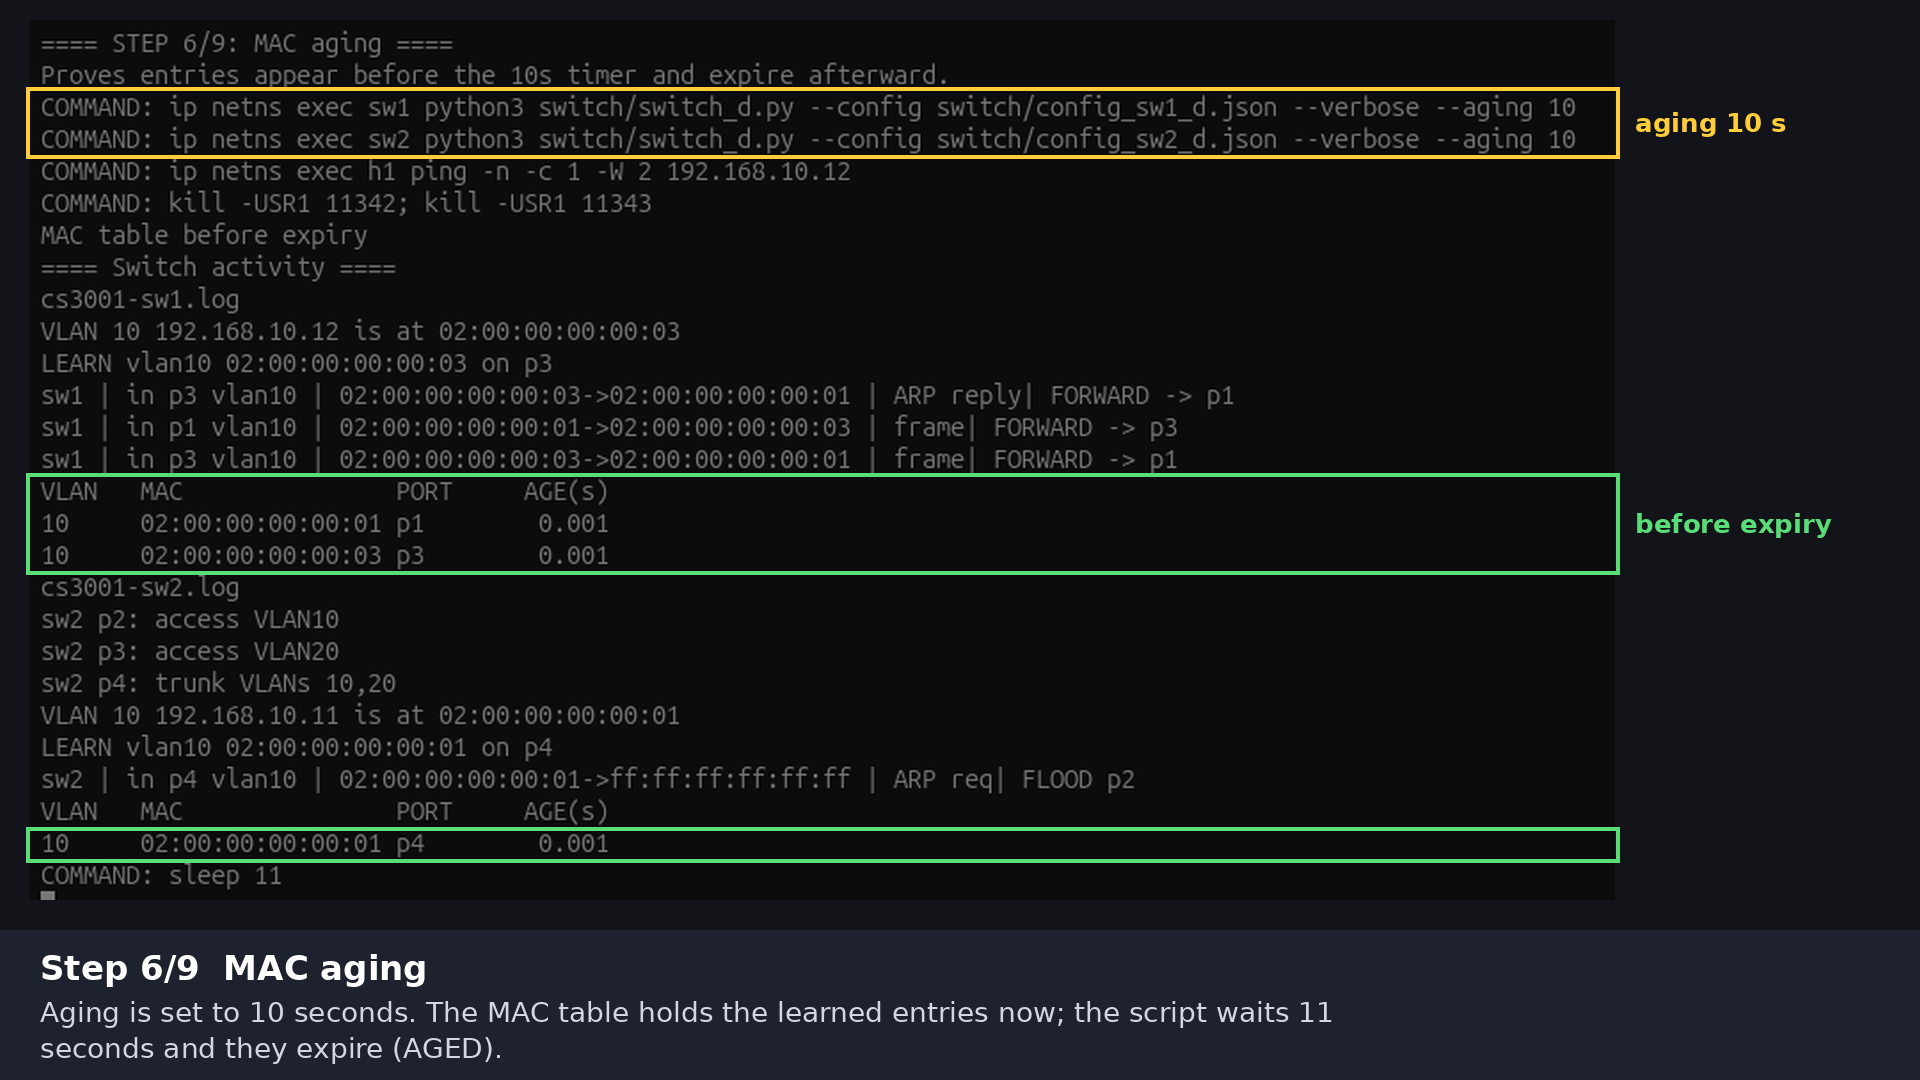 ==== STEP 6/9: MAC aging ====
Proves entries appear before the 10s timer and expire afterward.
COMMAND: ip netns exec sw1 python3 switch/switch_d.py --config switch/config_sw1_d.json --verbose --aging 10
COMMAND: ip netns exec sw2 python3 switch/switch_d.py --config switch/config_sw2_d.json --verbose --aging 10
aging 10 s
COMMAND: ip netns exec h1 ping -n -c 1 -W 2 192.168.10.12
COMMAND: kill -USR1 11342; kill -USR1 11343
MAC table before expiry
==== Switch activity ====
cs3001-sw1.log
VLAN 10 192.168.10.12 is at 02:00:00:00:00:03
LEARN vlan10 02:00:00:00:00:03 on p3
sw1 | in p3 vlan10 | 02:00:00:00:00:03->02:00:00:00:00:01 | ARP reply| FORWARD -> p1
sw1 | in p1 vlan10 | 02:00:00:00:00:01->02:00:00:00:00:03 | frame| FORWARD -> p3
sw1 | in p3 vlan10 | 02:00:00:00:00:03->02:00:00:00:00:01 | frame| FORWARD -> p1
VLAN   MAC               PORT     AGE(s)
10     02:00:00:00:00:01 p1        0.001
before expiry
10     02:00:00:00:00:03 p3        0.001
cs3001-sw2.log
sw2 p2: access VLAN10
sw2 p3: access VLAN20
sw2 p4: trunk VLANs 10,20
VLAN 10 192.168.10.11 is at 02:00:00:00:00:01
LEARN vlan10 02:00:00:00:00:01 on p4
sw2 | in p4 vlan10 | 02:00:00:00:00:01->ff:ff:ff:ff:ff:ff | ARP req| FLOOD p2
VLAN   MAC               PORT     AGE(s)
10     02:00:00:00:00:01 p4        0.001
COMMAND: sleep 11
Step 6/9  MAC aging
Aging is set to 10 seconds. The MAC table holds the learned entries now; the script waits 11
seconds and they expire (AGED).